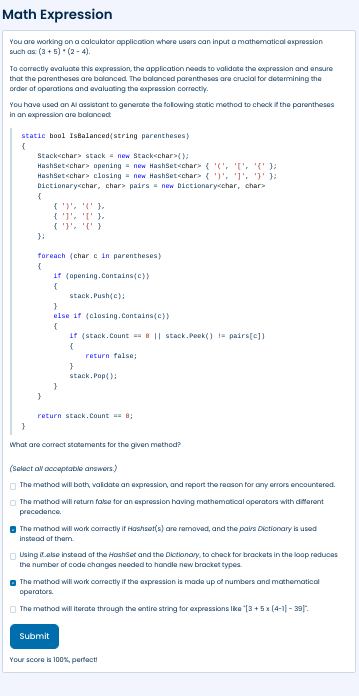 Math Expression
You are working on a calculator application where users can input a mathematical expression
such as: (3 + 5) * (2 - 4).
To correctly evaluate this expression, the application needs to validate the expression and ensure
that the parentheses are balanced. The balanced parentheses are crucial for determining the
order of operations and evaluating the expression correctly.
You have used an AI assistant to generate the following static method to check if the parentheses
in an expression are balanced:
static bool IsBalanced(string parentheses)
{
Stack<char> stack = new Stack<char>();
HashSet<char> opening = new HashSet<char> { '(', '[', '{' };
HashSet<char> closing = new HashSet<char> { ')', ']', '}' };
Dictionary<char, char> pairs = new Dictionary<char, char>
{
{ ')', '(' },
{ ']', '[' },
{ '}', '{' }
};
foreach (char c in parentheses)
{
if (opening.Contains(c))
{
stack.Push(c);
}
else if (closing.Contains(c))
{
if (stack.Count == 0 || stack.Peek() != pairs[c])
{
return false;
}
stack.Pop();
}
}
return stack.Count == 0;
}
What are correct statements for the given method?
(Select all acceptable answers.)
The method will both, validate an expression, and report the reason for any errors encountered.
The method will return false for an expression having mathematical operators with different
precedence.
The method will work correctly if Hashset(s) are removed, and the pairs Dictionary is used
instead of them.
Using if..else instead of the HashSet and the Dictionary, to check for brackets in the loop reduces
the number of code changes needed to handle new bracket types.
The method will work correctly if the expression is made up of numbers and mathematical
operators.
The method will iterate through the entire string for expressions like "[3 + 5 x (4-1] - 39]".
Submit
Your score is 100%, perfect!